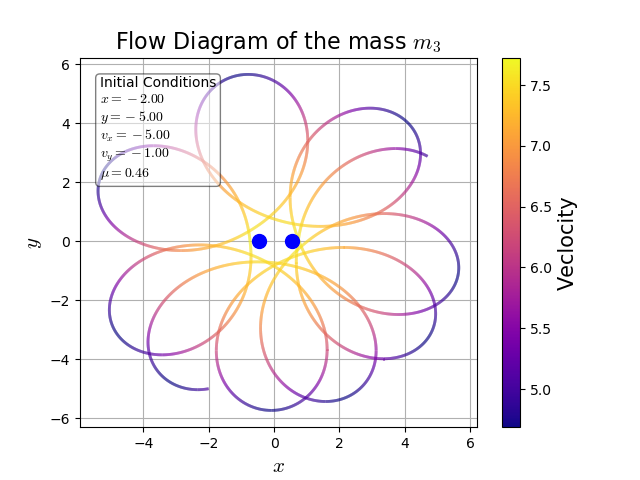 Flow Diagram of the mass m₃
Initial Conditions
x = −2.00
y = −5.00
vₓ = −5.00
v_y = −1.00
μ = 0.46
6
4
2
0
−2
−4
−6
y
−4
−2
0
2
4
6
x
7.5
7.0
6.5
6.0
5.5
5.0
Veclocity